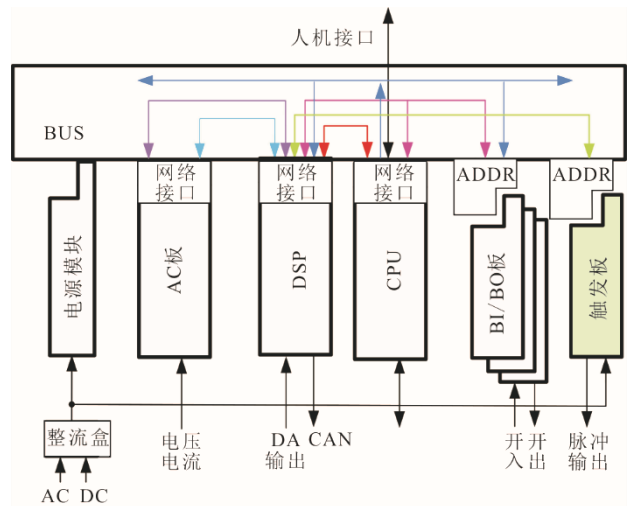 人机接口
BUS
网络
接口
网络
接口
网络
接口
ADDR
ADDR
电源模块
AC板
DSP
CPU
BI/BO板
触发板
整流盒
电压
电流
DA
输出
CAN
开
入
开
出
脉冲
输出
AC
DC